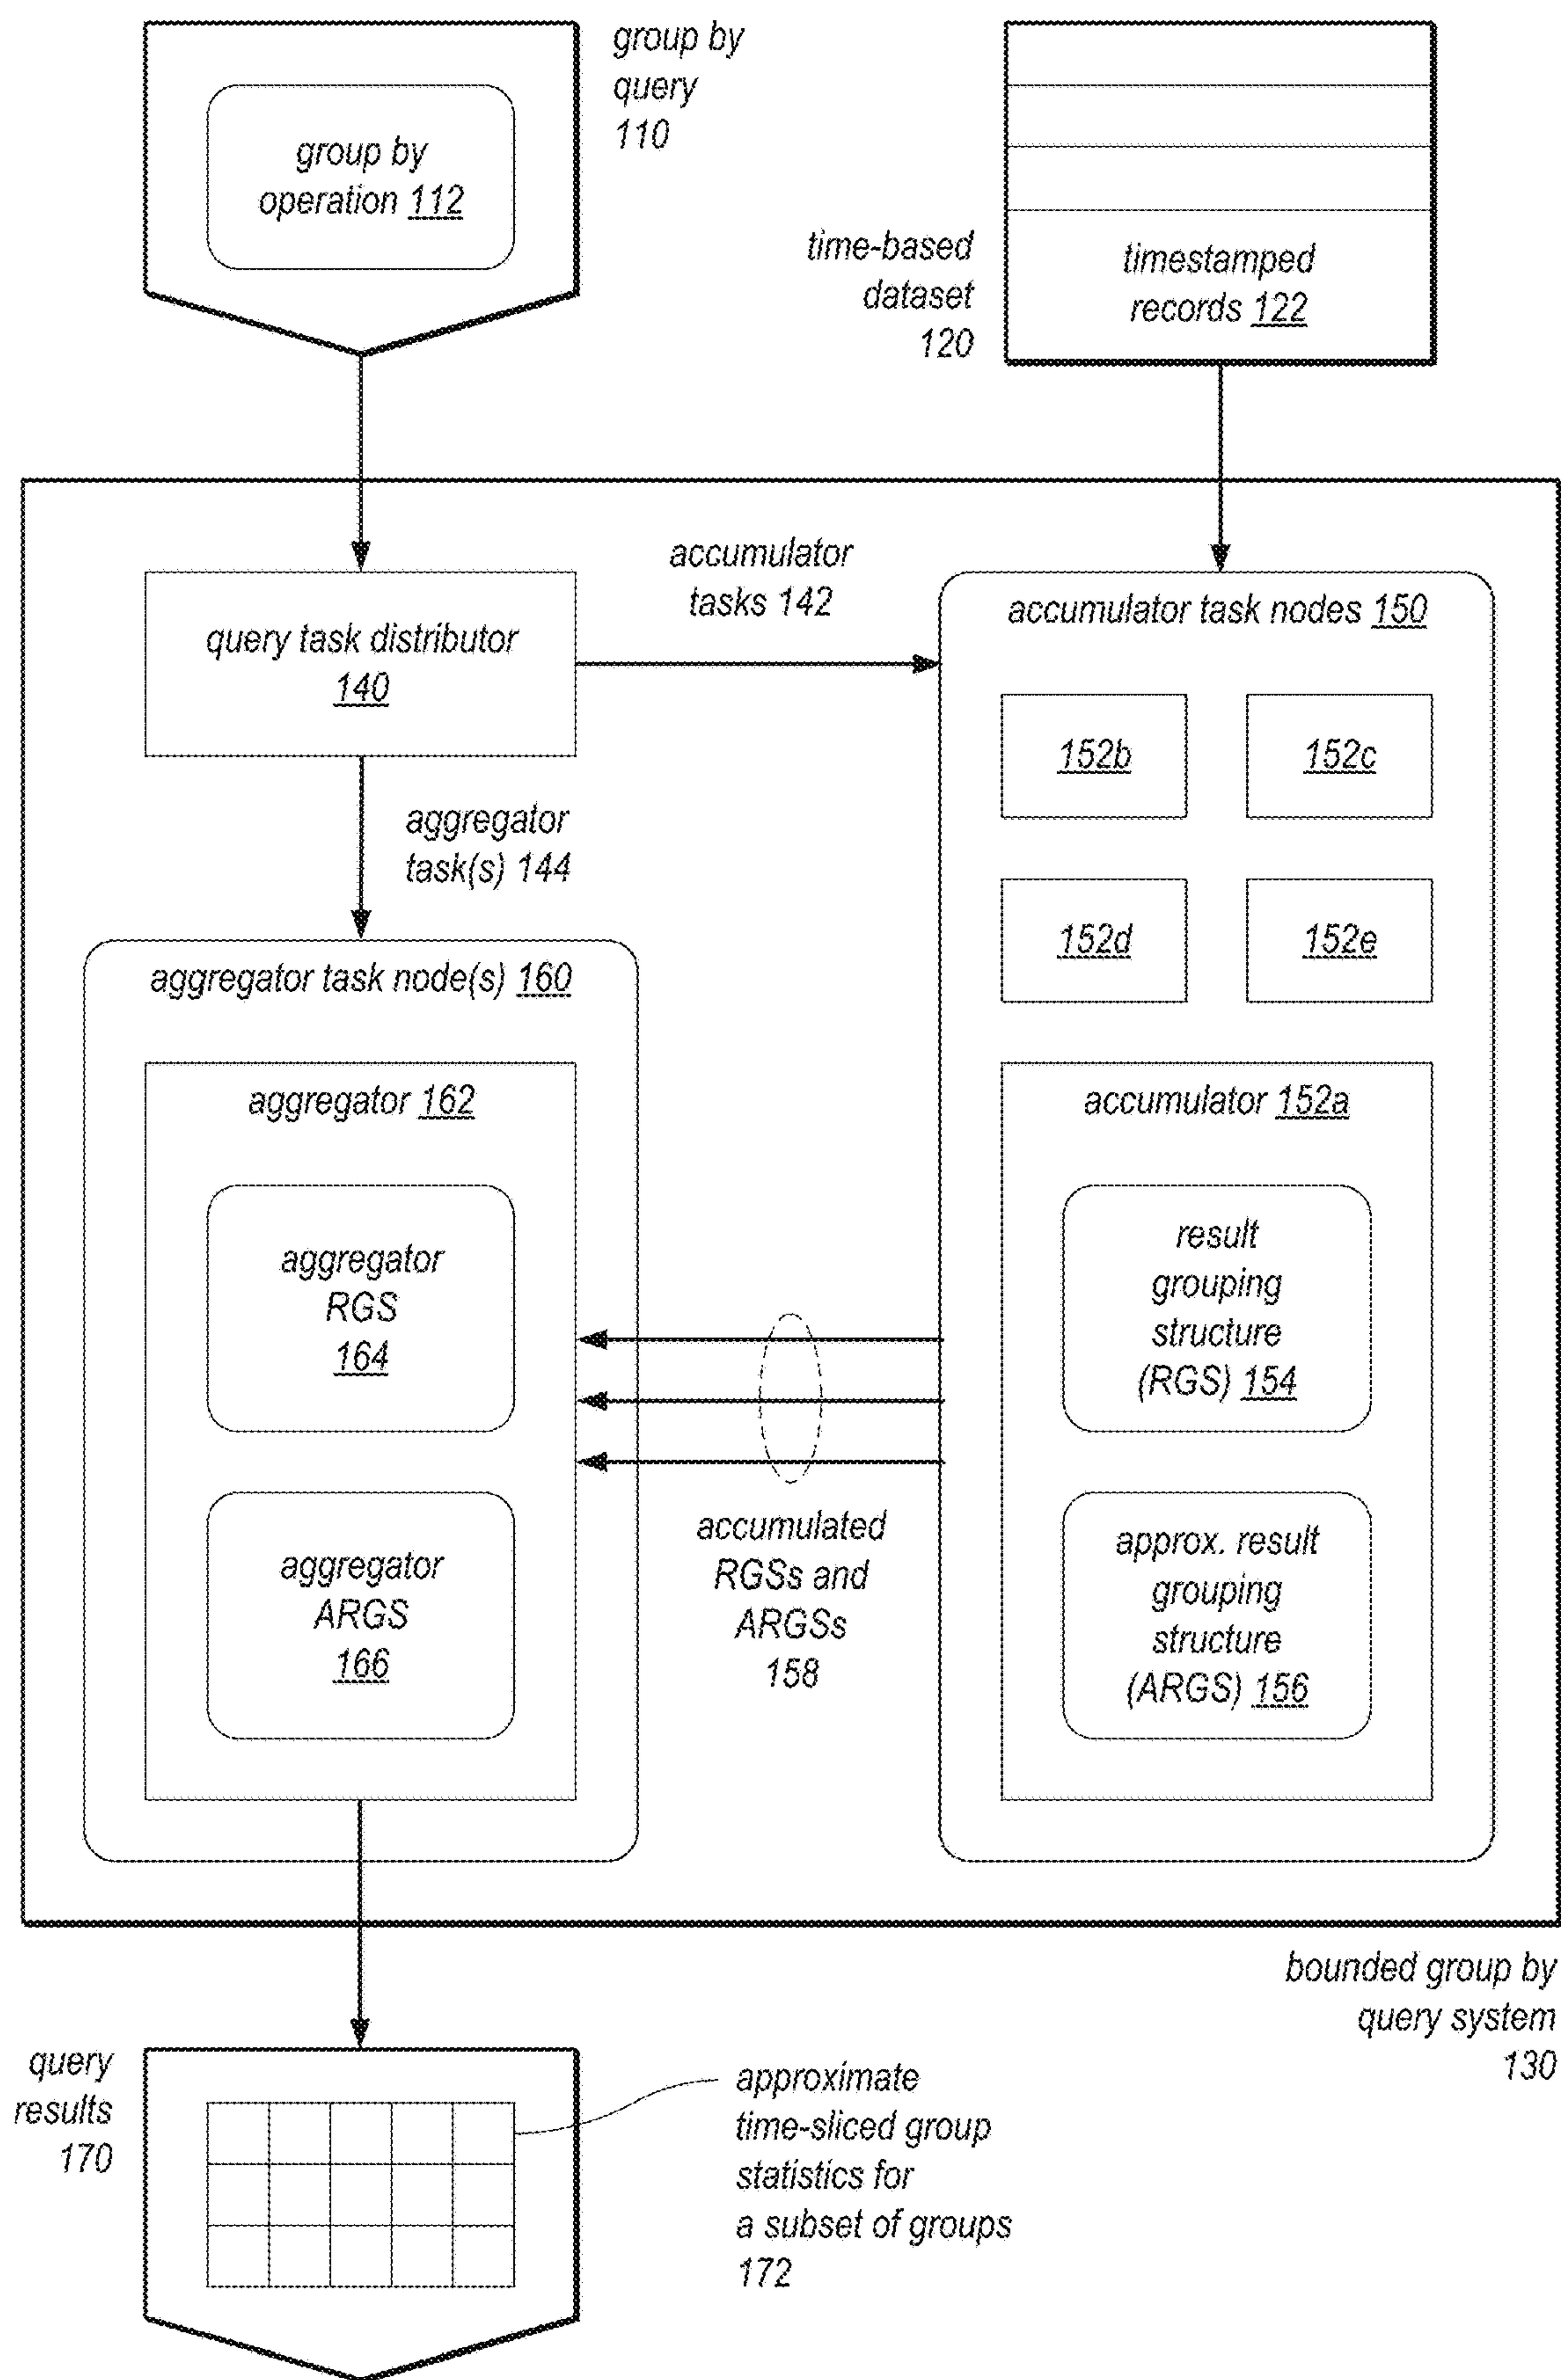 group by
query
110
group by
operation 112
time-based
dataset
120
timestamped
records 122
accumulator
tasks 142
query task distributor
140
accumulator task nodes 150
152b
152c
aggregator
task(s) 144
152d
152e
aggregator task node(s) 160
aggregator 162
accumulator 152a
aggregator
RGS
164
result
grouping
structure
(RGS) 154
accumulated
RGSs and
ARGSs
158
aggregator
ARGS
166
approx. result
grouping
structure
(ARGS) 156
bounded group by
query system
130
query
results
170
approximate
time-sliced group
statistics for
a subset of groups
172